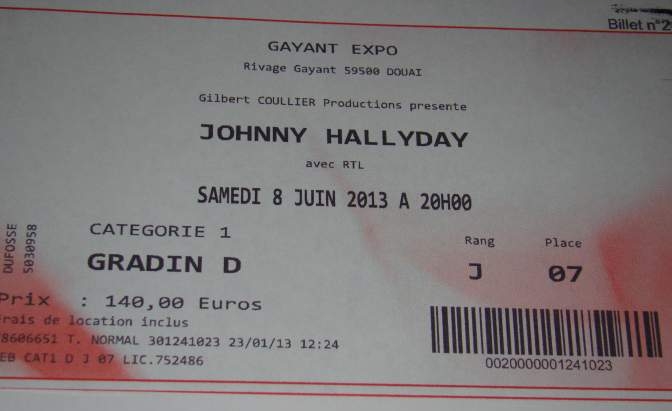 Billet n°2
GAYANT EXPO
Rivage Gayant 59500 DOUAI
Gilbert COULLIER Productions presente
JOHNNY HALLYDAY
avec RTL
SAMEDI 8 JUIN 2013 A 20H00
DUFOSSE
5030958
CATEGORIE 1
GRADIN D
Rang Place
J 07
Prix : 140,00 Euros
rais de location inclus
8606651 T. NORMAL 301241023 23/01/13 12:24
EB CAT1 D J 07 LIC.752486
0020000001241023